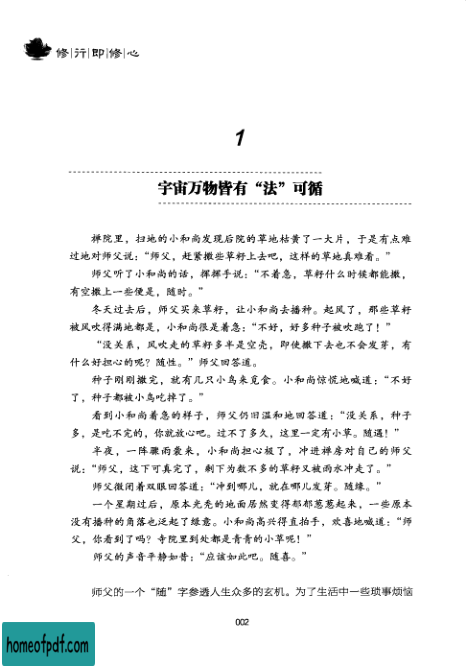 修|行|即|修|心
1
宇宙万物皆有“法”可循
禅院里，扫地的小和尚发现后院的草地枯黄了一大片，于是有点难
过地对师父说：“师父，赶紧撒些草籽上去吧，这样的草地真难看。”
师父听了小和尚的话，挥挥手说：“不着急，草籽什么时候都能撒，
有空撒上一些便是，随时。”
冬天过去后，师父买来草籽，让小和尚去播种。起风了，那些草籽
被风吹得满地都是，小和尚很是着急：“不好，好多种子被吹跑了！”
“没关系，风吹走的草籽多半是空壳，即使撒下去也不会发芽，有
什么好担心的呢？随性。”师父回答道。
种子刚刚撒完，就有几只小鸟来觅食。小和尚惊慌地喊道：“不好
了，种子都被小鸟吃掉了。”
看到小和尚着急的样子，师父仍旧温和地回答道：“没关系，种子
多，是吃不完的，你就放心吧。过不了多久，这里一定有小草。随遇！”
半夜，一阵骤雨袭来，小和尚担心极了，冲进禅房对自己的师父
说：“师父，这下可真完了，剩下为数不多的草籽又被雨水冲走了。”
师父微闭着双眼回答道：“冲到哪儿，就在哪儿发芽。随缘。”
一个星期过后，原本光秃的地面居然变得郁郁葱葱起来，一些原本
没有播种的角落也泛起了绿意。小和尚高兴得直拍手，欢喜地喊道：“师
父，你看到了吗？寺院里到处都是青青的小草呢！”
师父的声音平静如昔：“应该如此吧。随喜。”
师父的一个“随”字参透人生众多的玄机。为了生活中一些琐事烦恼
002
homeofpdf.com